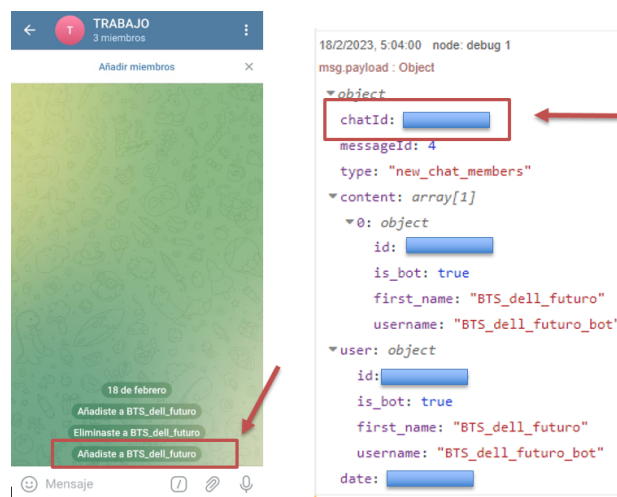 T
TRABAJO
3 miembros
Añadir miembros
18 de febrero
Añadiste a BTS_dell_futuro
Eliminaste a BTS_dell_futuro
Añadiste a BTS_dell_futuro
Mensaje
18/2/2023, 5:04:00 node: debug 1
msg.payload : Object
object
chatId:
messageId: 4
type: "new_chat_members"
content: array[1]
0: object
id:
is_bot: true
first_name: "BTS_dell_futuro"
username: "BTS_dell_futuro_bot"
user: object
id:
is_bot: true
first_name: "BTS_dell_futuro"
username: "BTS_dell_futuro_bot"
date: